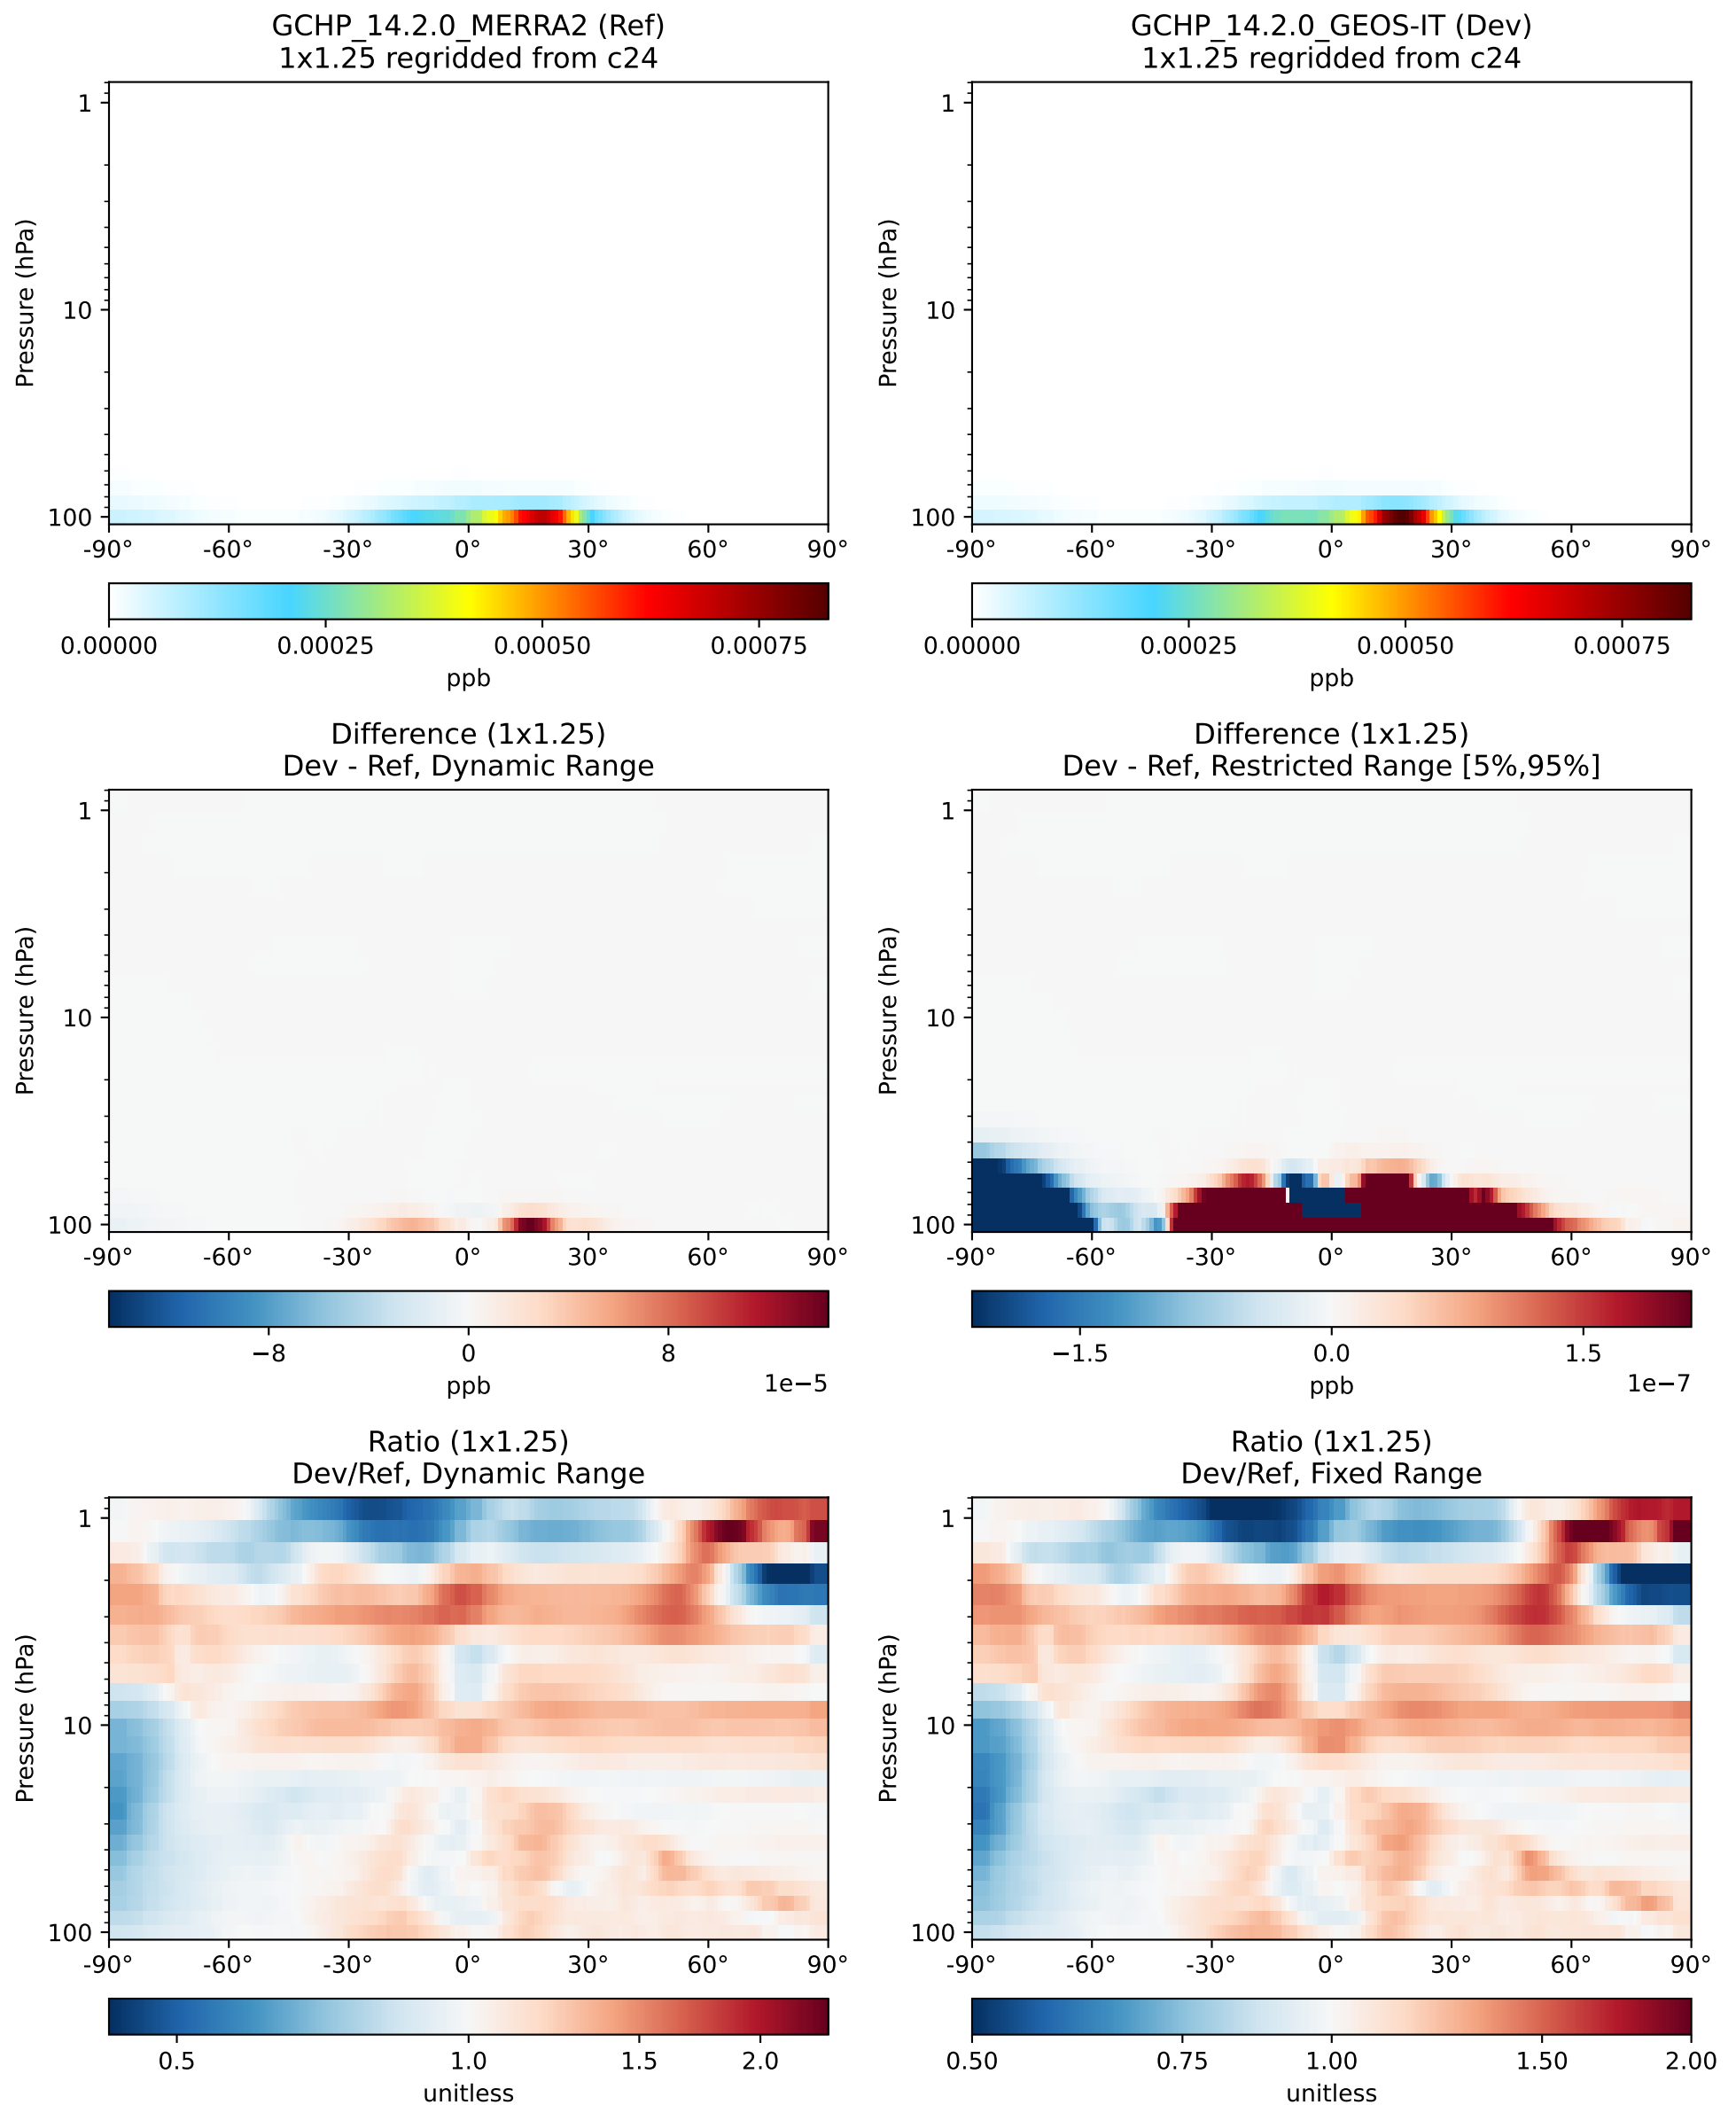 GCHP_14.2.0_MERRA2 (Ref)
1x1.25 regridded from c24
Pressure (hPa)
1
10
100
-90° -60° -30° 0° 30° 60° 90°
0.00000 0.00025 0.00050 0.00075
ppb
GCHP_14.2.0_GEOS-IT (Dev)
1x1.25 regridded from c24
Pressure (hPa)
1
10
100
-90° -60° -30° 0° 30° 60° 90°
0.00000 0.00025 0.00050 0.00075
ppb
Difference (1x1.25)
Dev - Ref, Dynamic Range
Pressure (hPa)
1
10
100
-90° -60° -30° 0° 30° 60° 90°
−8 0 8
1e−5
ppb
Difference (1x1.25)
Dev - Ref, Restricted Range [5%,95%]
Pressure (hPa)
1
10
100
-90° -60° -30° 0° 30° 60° 90°
−1.5 0.0 1.5
1e−7
ppb
Ratio (1x1.25)
Dev/Ref, Dynamic Range
Pressure (hPa)
1
10
100
-90° -60° -30° 0° 30° 60° 90°
0.5 1.0 1.5 2.0
unitless
Ratio (1x1.25)
Dev/Ref, Fixed Range
Pressure (hPa)
1
10
100
-90° -60° -30° 0° 30° 60° 90°
0.50 0.75 1.00 1.50 2.00
unitless